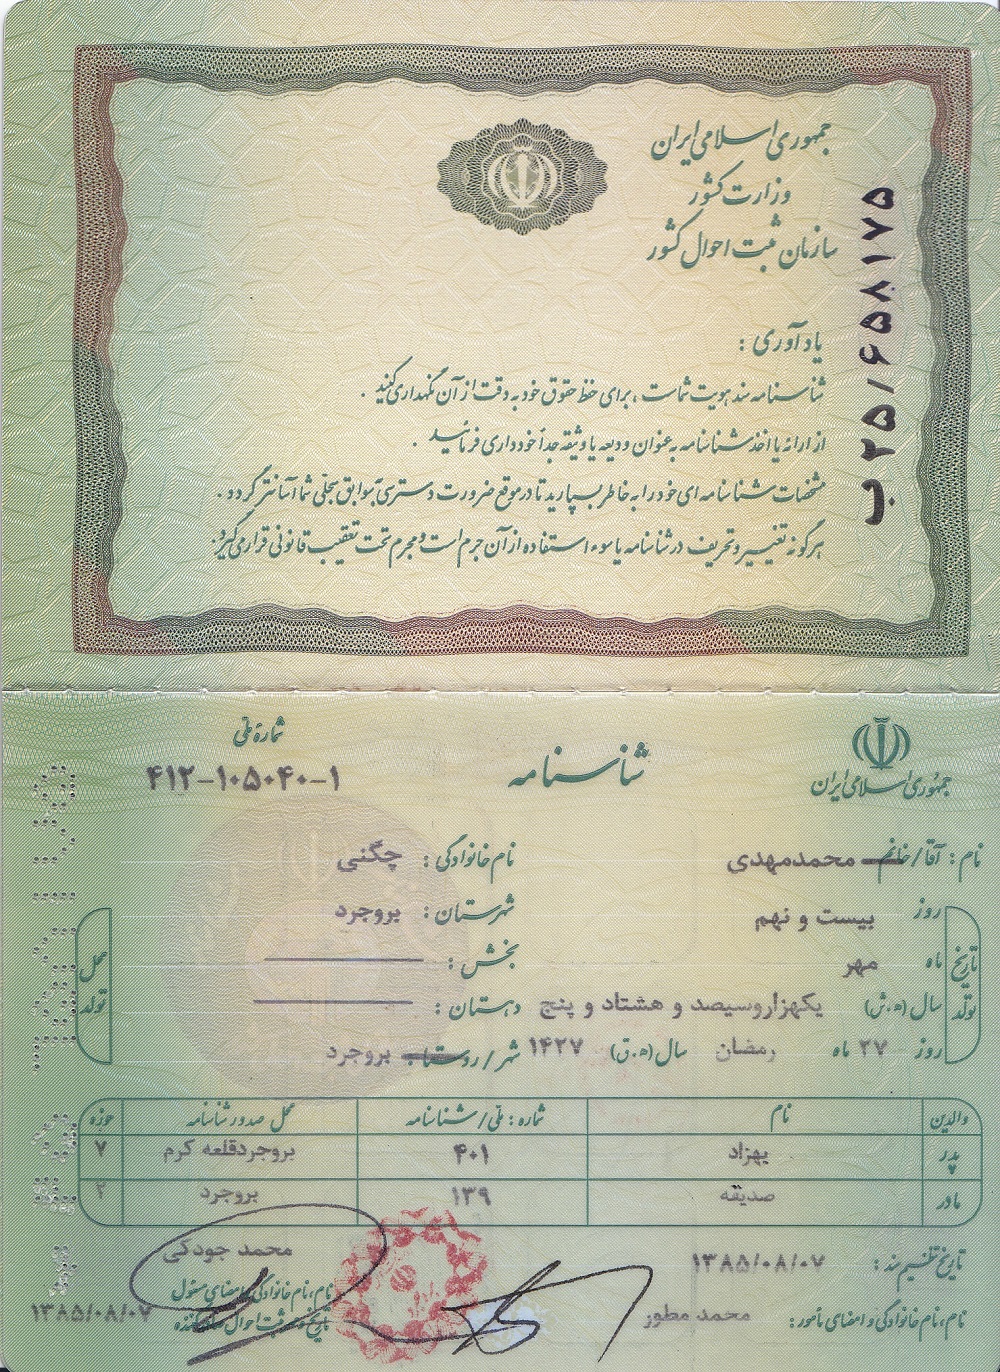 جمهوری اسلامی ایران
وزارت کشور
سازمان ثبت احوال کشور
ب۲۵/۶۵۸۱۷۵
یادآوری :
شناسنامه سند هویت شماست ، برای حفظ حقوق خود به دقت از آن نگهداری کنید .
از ارائه یا اخذ شناسنامه به عنوان ودیعه یا وثیقه جداً خودداری فرمائید .
مشخصات شناسنامه ای خود را به خاطر بسپارید تا در موقع ضرورت دسترسی به سوابق سجلی شما آسانتر گردد .
هرگونه تغییر و تحریف در شناسنامه یا سوء استفاده از آن جرم است و مجرم تحت تعقیب قانونی قرار می‌گیرد.
جمهوری اسلامی ایران
شناسنامه
شماره ملی
۴۱۲-۱۰۵۰۴۰-۱
نام : آقا/خانم محمدمهدی نام خانوادگی : چگنی
تاریخ تولد
روز بیست و نهم
ماه مهر
سال (ه.ش) یکهزاروسیصد و هشتاد و پنج
روز ۲۷ ماه رمضان سال (ه.ق) ۱۴۲۷
محل تولد
شهرستان : بروجرد
بخش :
دهستان :
شهر/روستا بروجرد
والدین نام شماره : ملی/شناسنامه محل صدور شناسنامه حوزه
پدر بهزاد ۴۰۱ بروجردقلعه کرم ۷
مادر صدیقه ۱۳۹ بروجرد ۲
تاریخ تنظیم سند : ۱۳۸۵/۰۸/۰۷
نام، نام خانوادگی و امضای مأمور : محمد مطور
محمد جودکی
نام، نام خانوادگی و امضای مسئول
۱۳۸۵/۰۸/۰۷